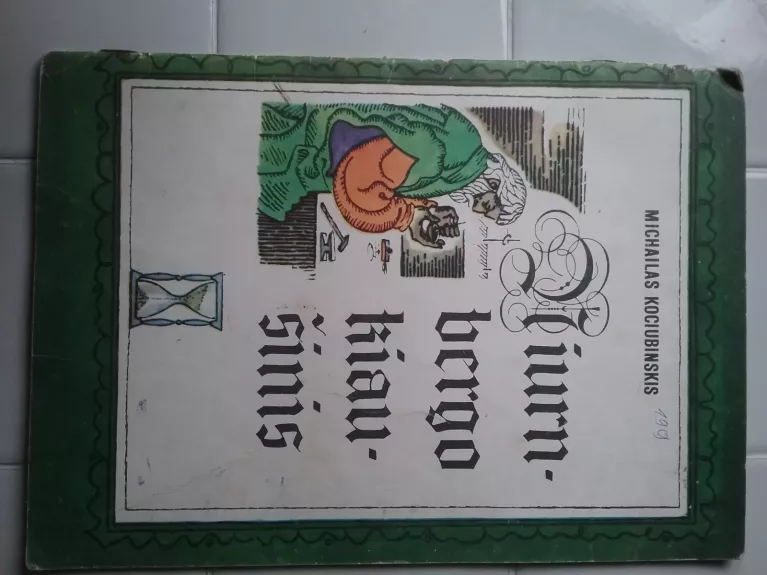 MICHAILAS KOCIUBINSKIS
Niurn-
bergo
kiau-
šinis